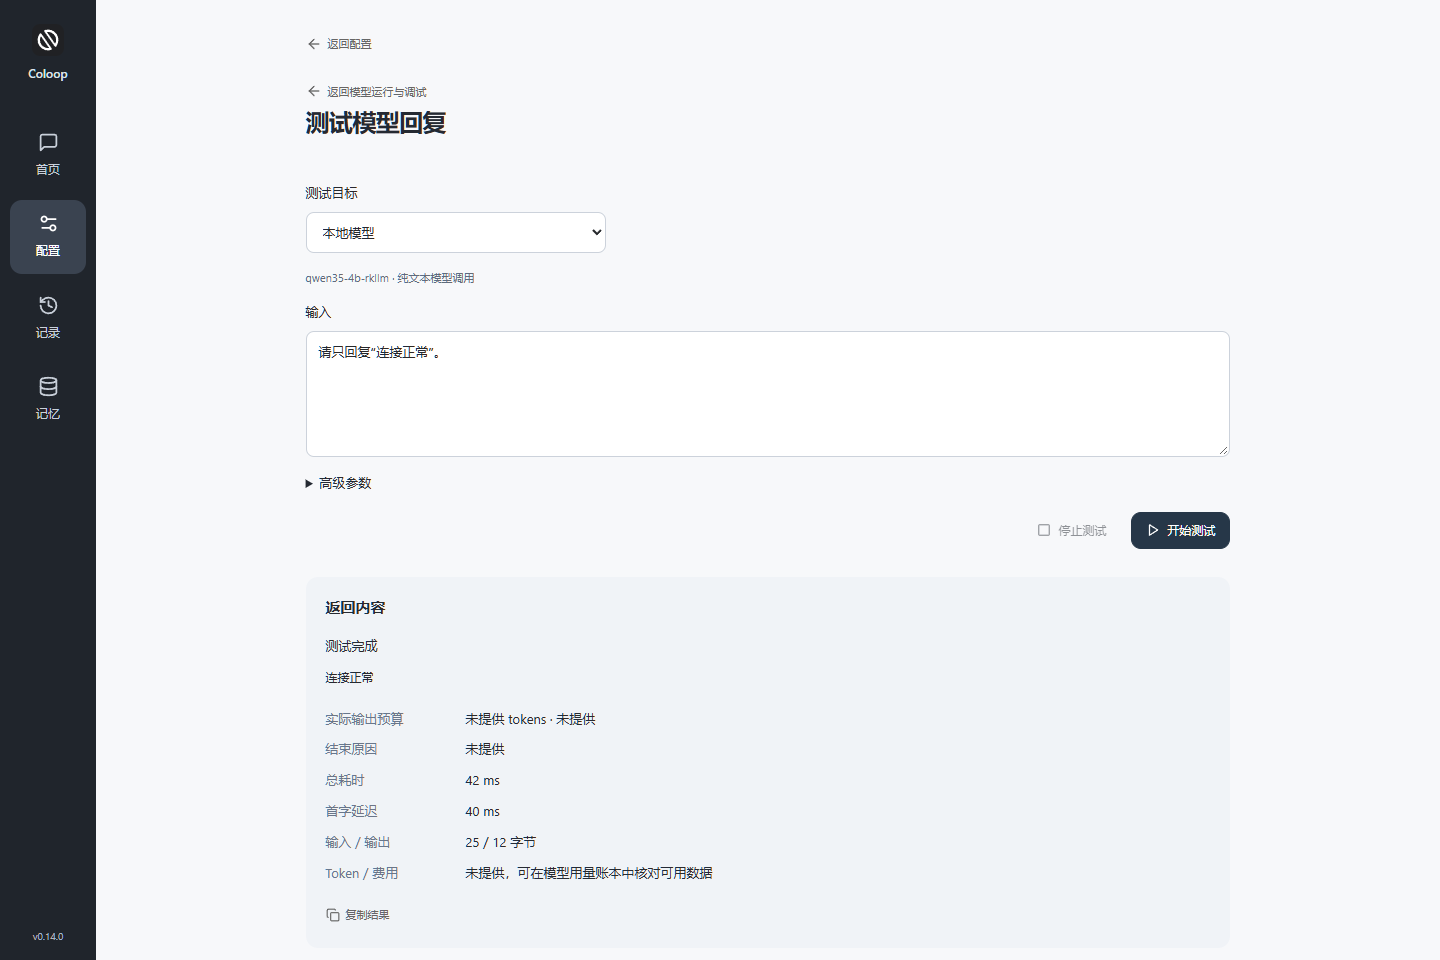 Coloop
首页
配置
记录
记忆
v0.14.0
返回配置
返回模型运行与调试
测试模型回复
测试目标
本地模型
qwen35-4b-rkllm · 纯文本模型调用
输入
请只回复“连接正常”。
高级参数
停止测试
开始测试
返回内容
测试完成
连接正常
实际输出预算 未提供 tokens · 未提供
结束原因 未提供
总耗时 42 ms
首字延迟 40 ms
输入 / 输出 25 / 12 字节
Token / 费用 未提供，可在模型用量账本中核对可用数据
复制结果